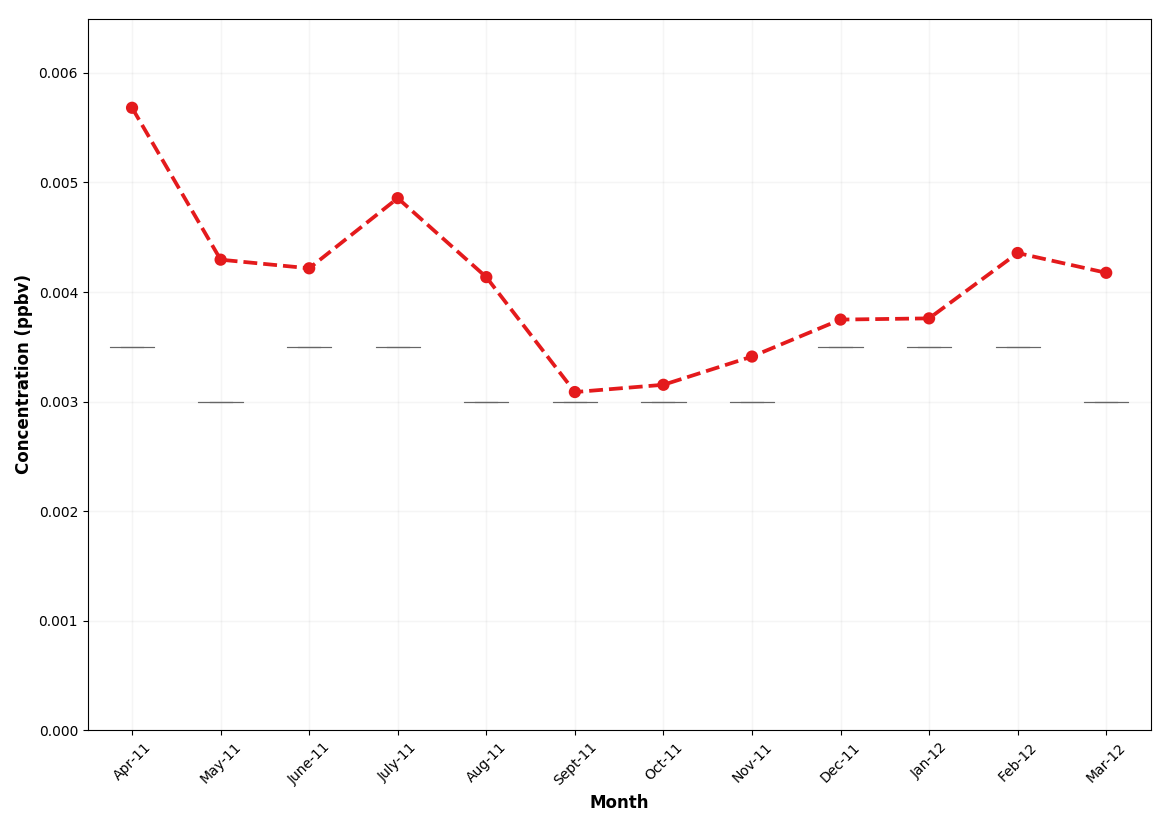 Concentration (ppbv)
0.006
0.005
0.004
0.003
0.002
0.001
0.000
Apr-11
May-11
June-11
July-11
Aug-11
Sept-11
Oct-11
Nov-11
Dec-11
Jan-12
Feb-12
Mar-12
Month